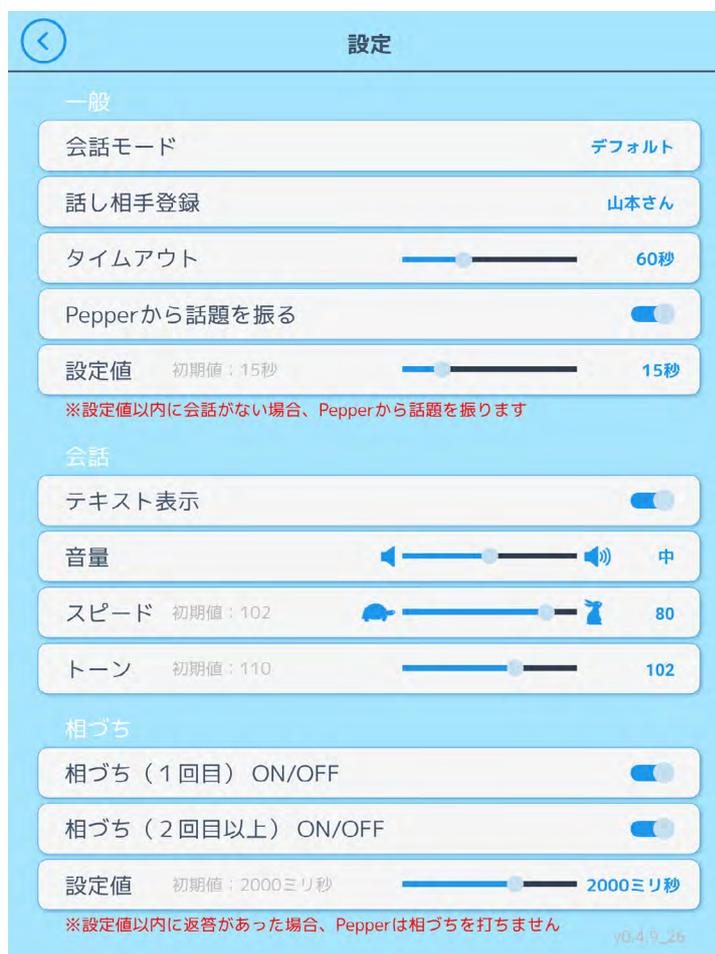 設定
一般
会話モード デフォルト
話し相手登録 山本さん
タイムアウト 60秒
Pepperから話題を振る
設定値 初期値：15秒 15秒
※設定値以内に会話がない場合、Pepperから話題を振ります
会話
テキスト表示
音量 中
スピード 初期値：102 80
トーン 初期値：110 102
相づち
相づち（1回目） ON/OFF
相づち（2回目以上） ON/OFF
設定値 初期値：2000ミリ秒 2000ミリ秒
※設定値以内に返答があった場合、Pepperは相づちを打ちません
v0.4.9_26